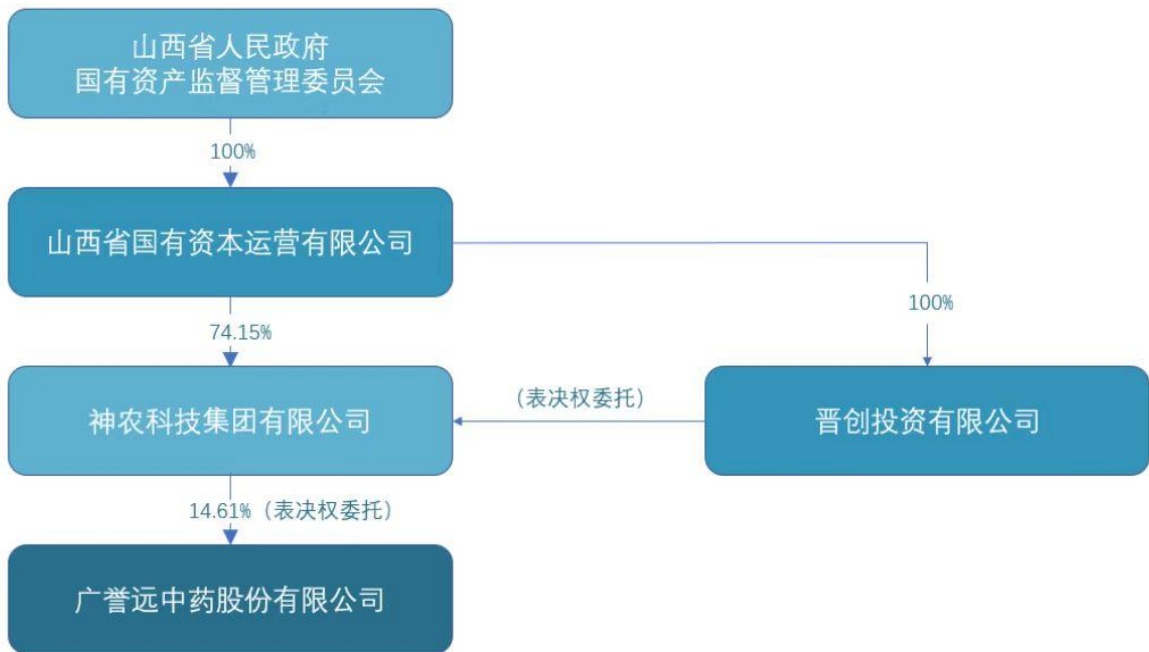 山西省人民政府
国有资产监督管理委员会
100%
山西省国有资本运营有限公司
74.15%
100%
神农科技集团有限公司
(表决权委托)
晋创投资有限公司
14.61%（表决权委托）
广誉远中药股份有限公司